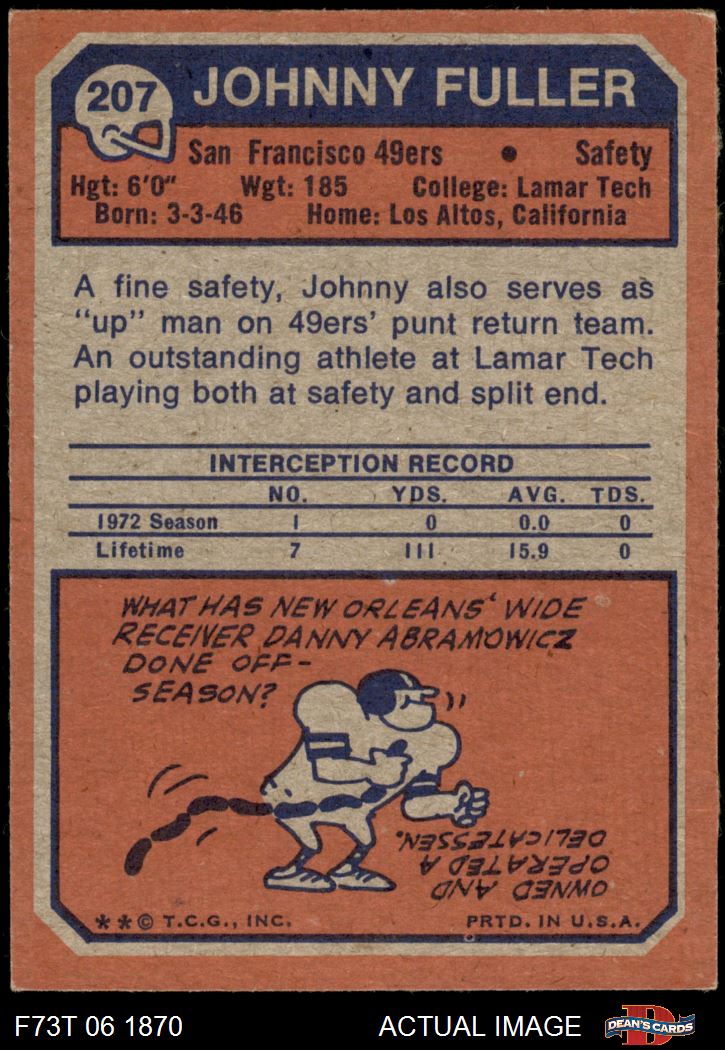 207
JOHNNY FULLER
San Francisco 49ers • Safety
Hgt: 6'0" Wgt: 185 College: Lamar Tech
Born: 3-3-46 Home: Los Altos, California
A fine safety, Johnny also serves as
"up" man on 49ers' punt return team.
An outstanding athlete at Lamar Tech
playing both at safety and split end.
INTERCEPTION RECORD
NO. YDS. AVG. TDS.
1972 Season 1 0 0.0 0
Lifetime 7 111 15.9 0
WHAT HAS NEW ORLEANS' WIDE
RECEIVER DANNY ABRAMOWICZ
DONE OFF-
SEASON?
OWNED AND
OPERATED A
DELICATESSEN.
**© T.C.G., INC. PRTD. IN U.S.A.
F73T 06 1870 ACTUAL IMAGE
D
DEAN'S CARDS